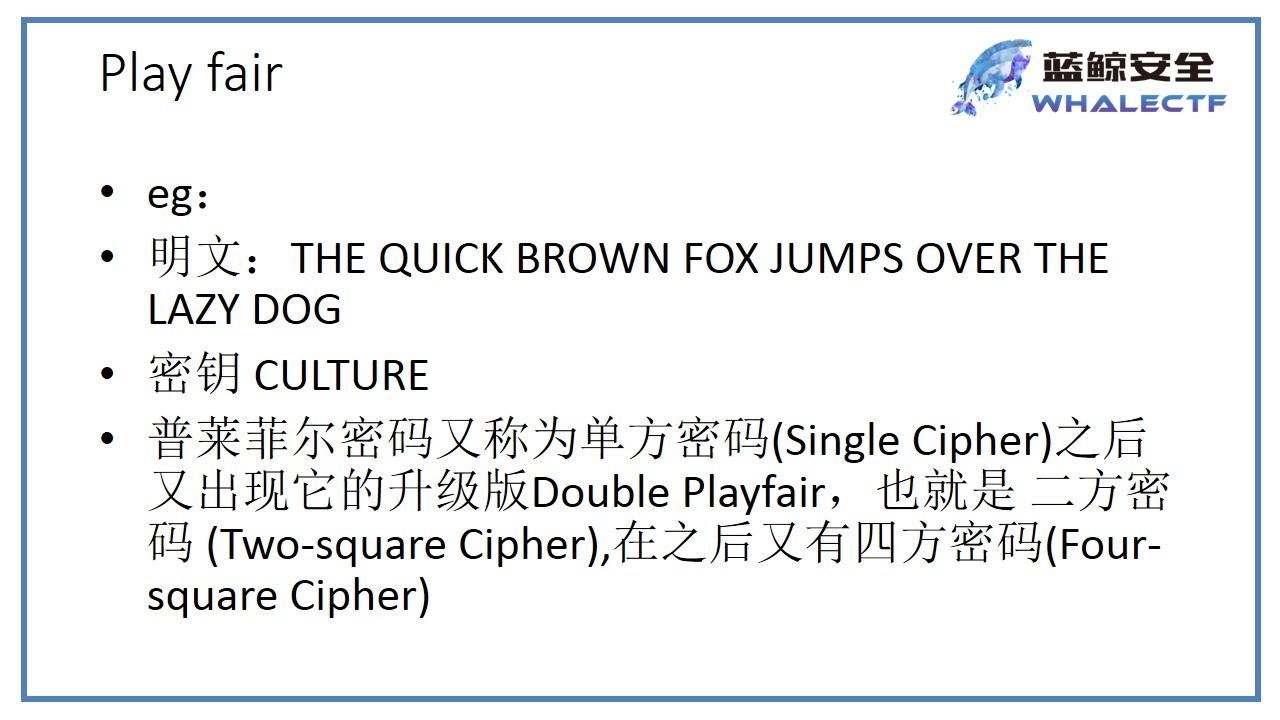 Play fair
蓝鲸安全
WHALECTF
• eg：
• 明文：THE QUICK BROWN FOX JUMPS OVER THE
LAZY DOG
• 密钥 CULTURE
• 普莱菲尔密码又称为单方密码(Single Cipher)之后
又出现它的升级版Double Playfair，也就是 二方密
码 (Two-square Cipher),在之后又有四方密码(Four-
square Cipher)